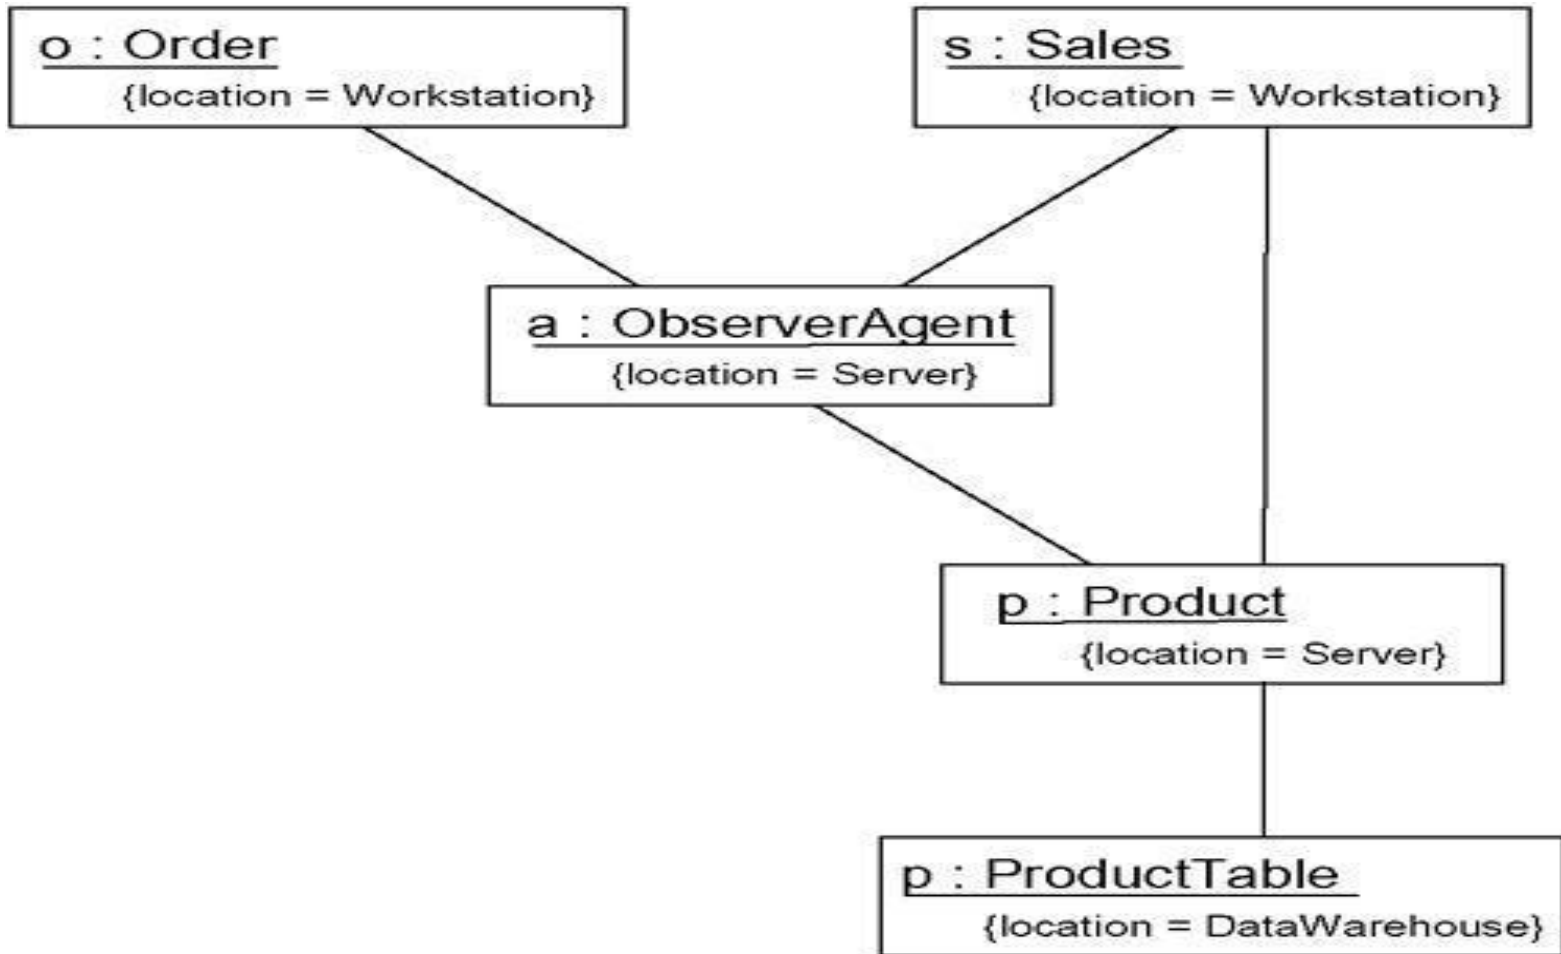 o : Order
{location = Workstation}
s : Sales
{location = Workstation}
a : ObserverAgent
{location = Server}
p : Product
{location = Server}
p : ProductTable
{location = DataWarehouse}